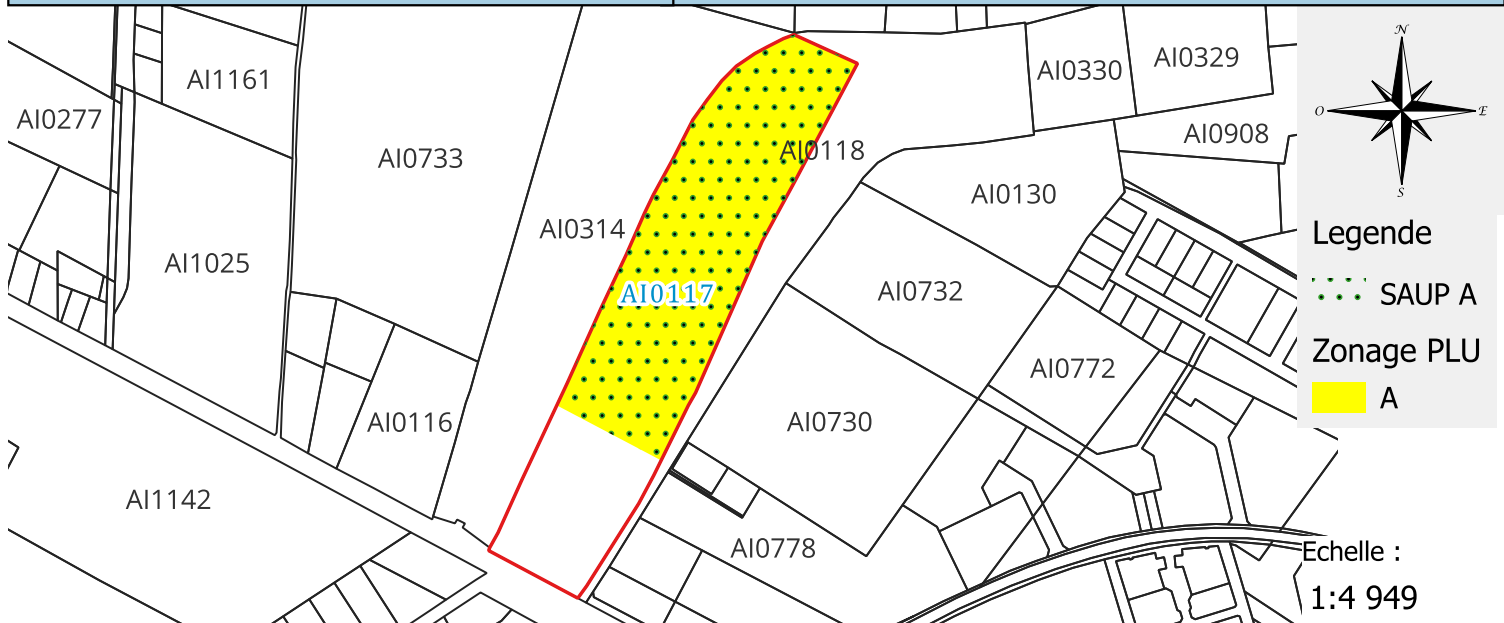 N
O
E
S
AI1161
AI0277
AI0733
AI0330
AI0329
AI0118
AI0908
AI0130
AI0314
AI1025
AI0117
AI0732
AI0772
AI0116
AI0730
AI1142
AI0778
Legende
SAUP A
Zonage PLU
A
Echelle :
1:4 949